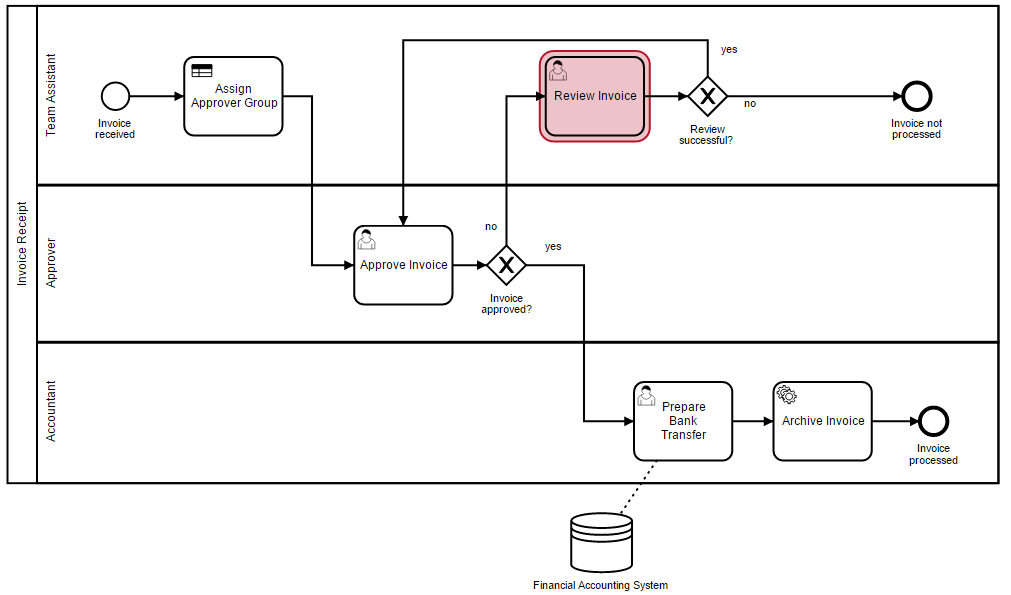 Invoice Receipt
Team Assistant
Invoice
received
Assign
Approver Group
Review Invoice
yes
no
Review
successful?
Invoice not
processed
Approver
Approve Invoice
no
yes
Invoice
approved?
Accountant
Prepare
Bank
Transfer
Archive Invoice
Invoice
processed
Financial Accounting System